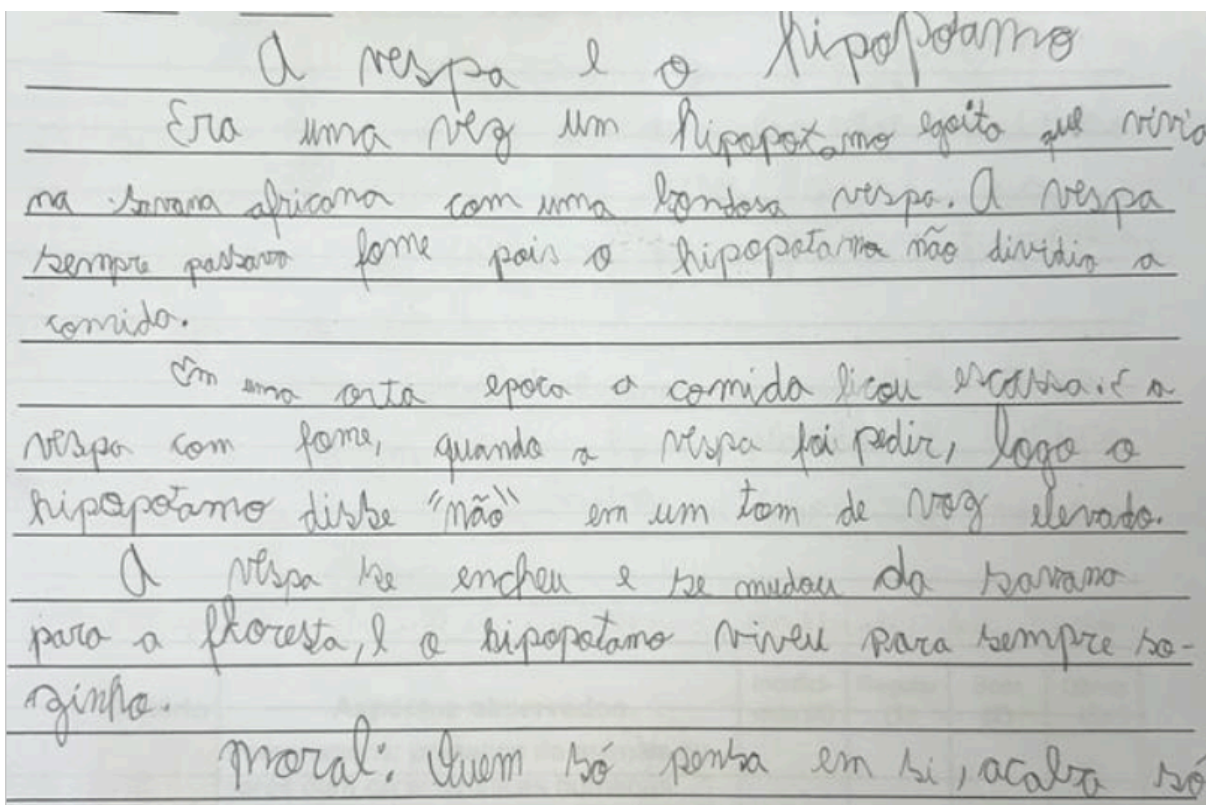 A vespa e o hipopotamo
Era uma vez um hipopotamo egoito que vivia
na savana africana com uma bondosa vespa. A vespa
sempre passava fome pois o hipopotamo não dividia a
comida.
Em uma certa epoca a comida ficou escassa. E a
vespa com fome, quando a vespa foi pedir, logo o
hipopotamo disse "não" em um tom de voz elevado.
A vespa se encheu e se mudou da savana
para a floresta, e o hipopotamo viveu para sempre so-
zinho.
Moral: Quem só pensa em si, acaba só